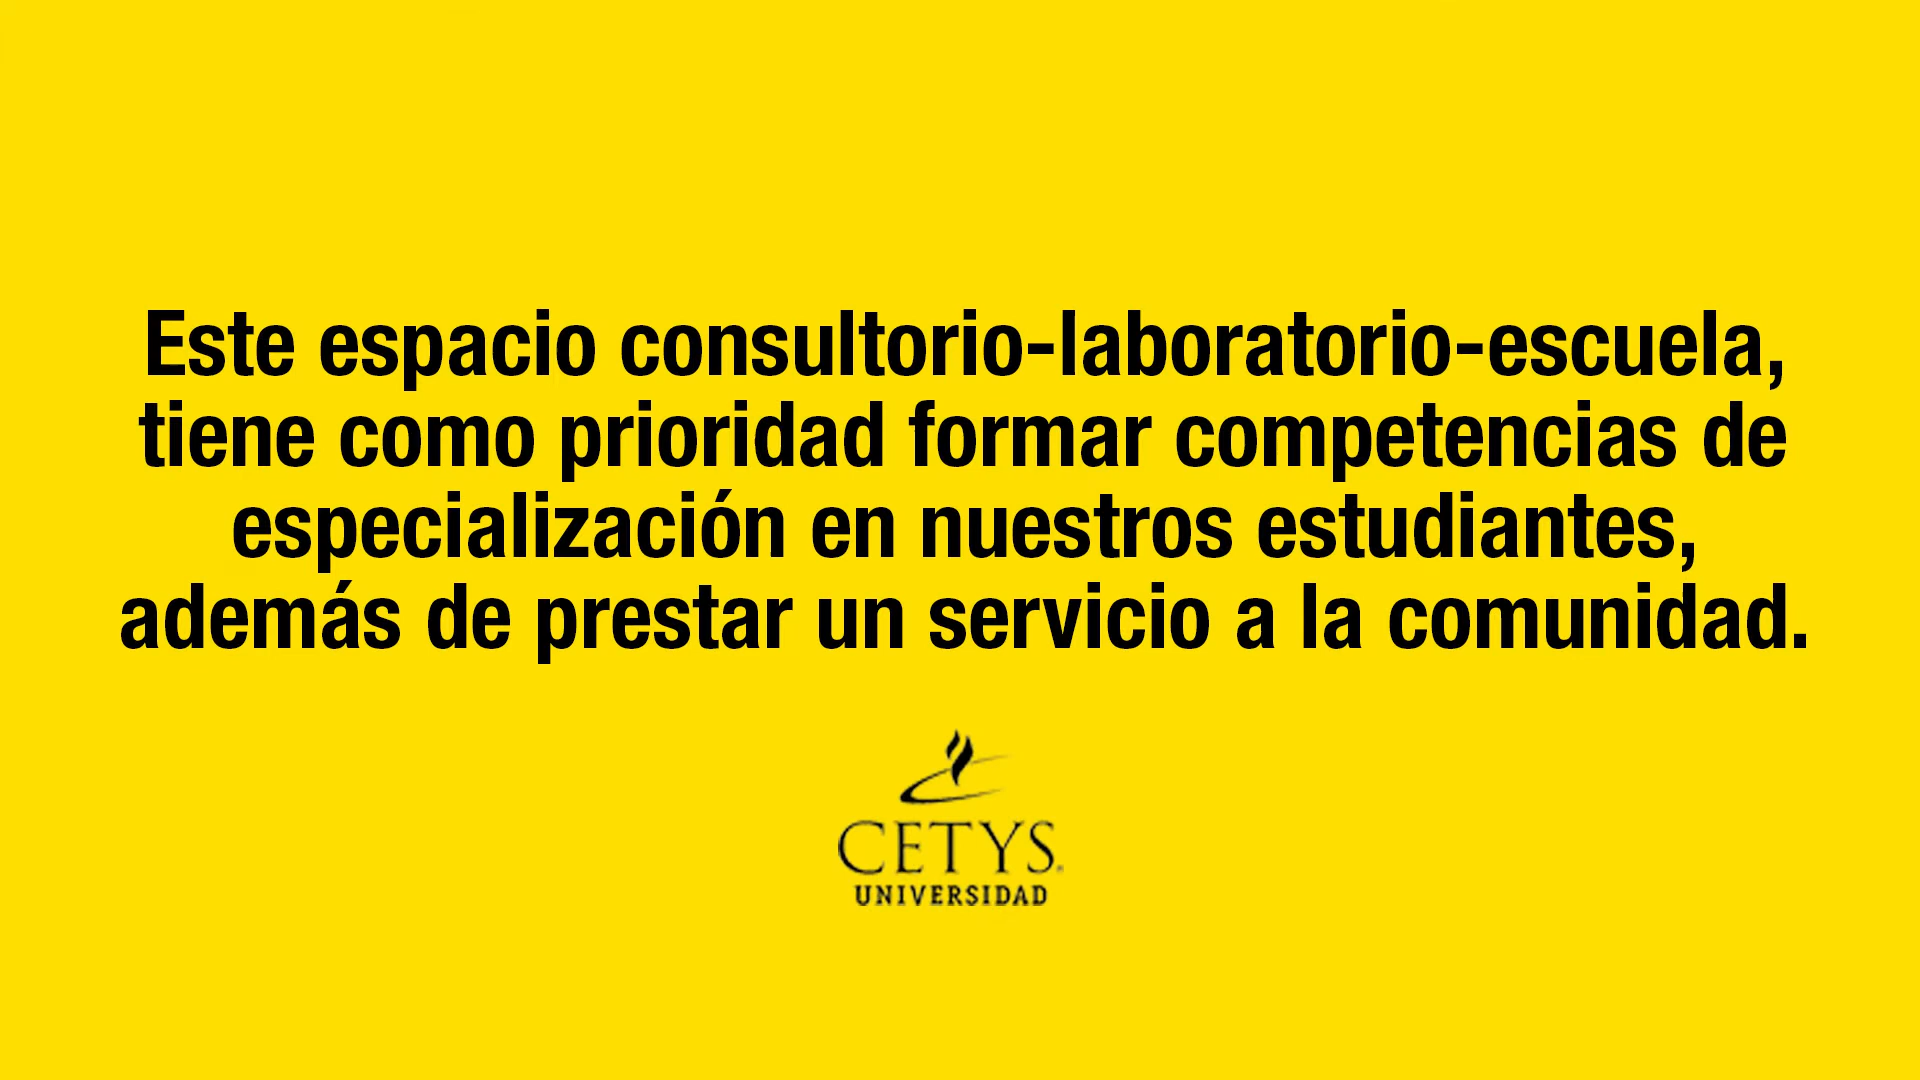 Este espacio consultorio-laboratorio-escuela,
tiene como prioridad formar competencias de
especialización en nuestros estudiantes,
además de prestar un servicio a la comunidad.
CETYS
UNIVERSIDAD